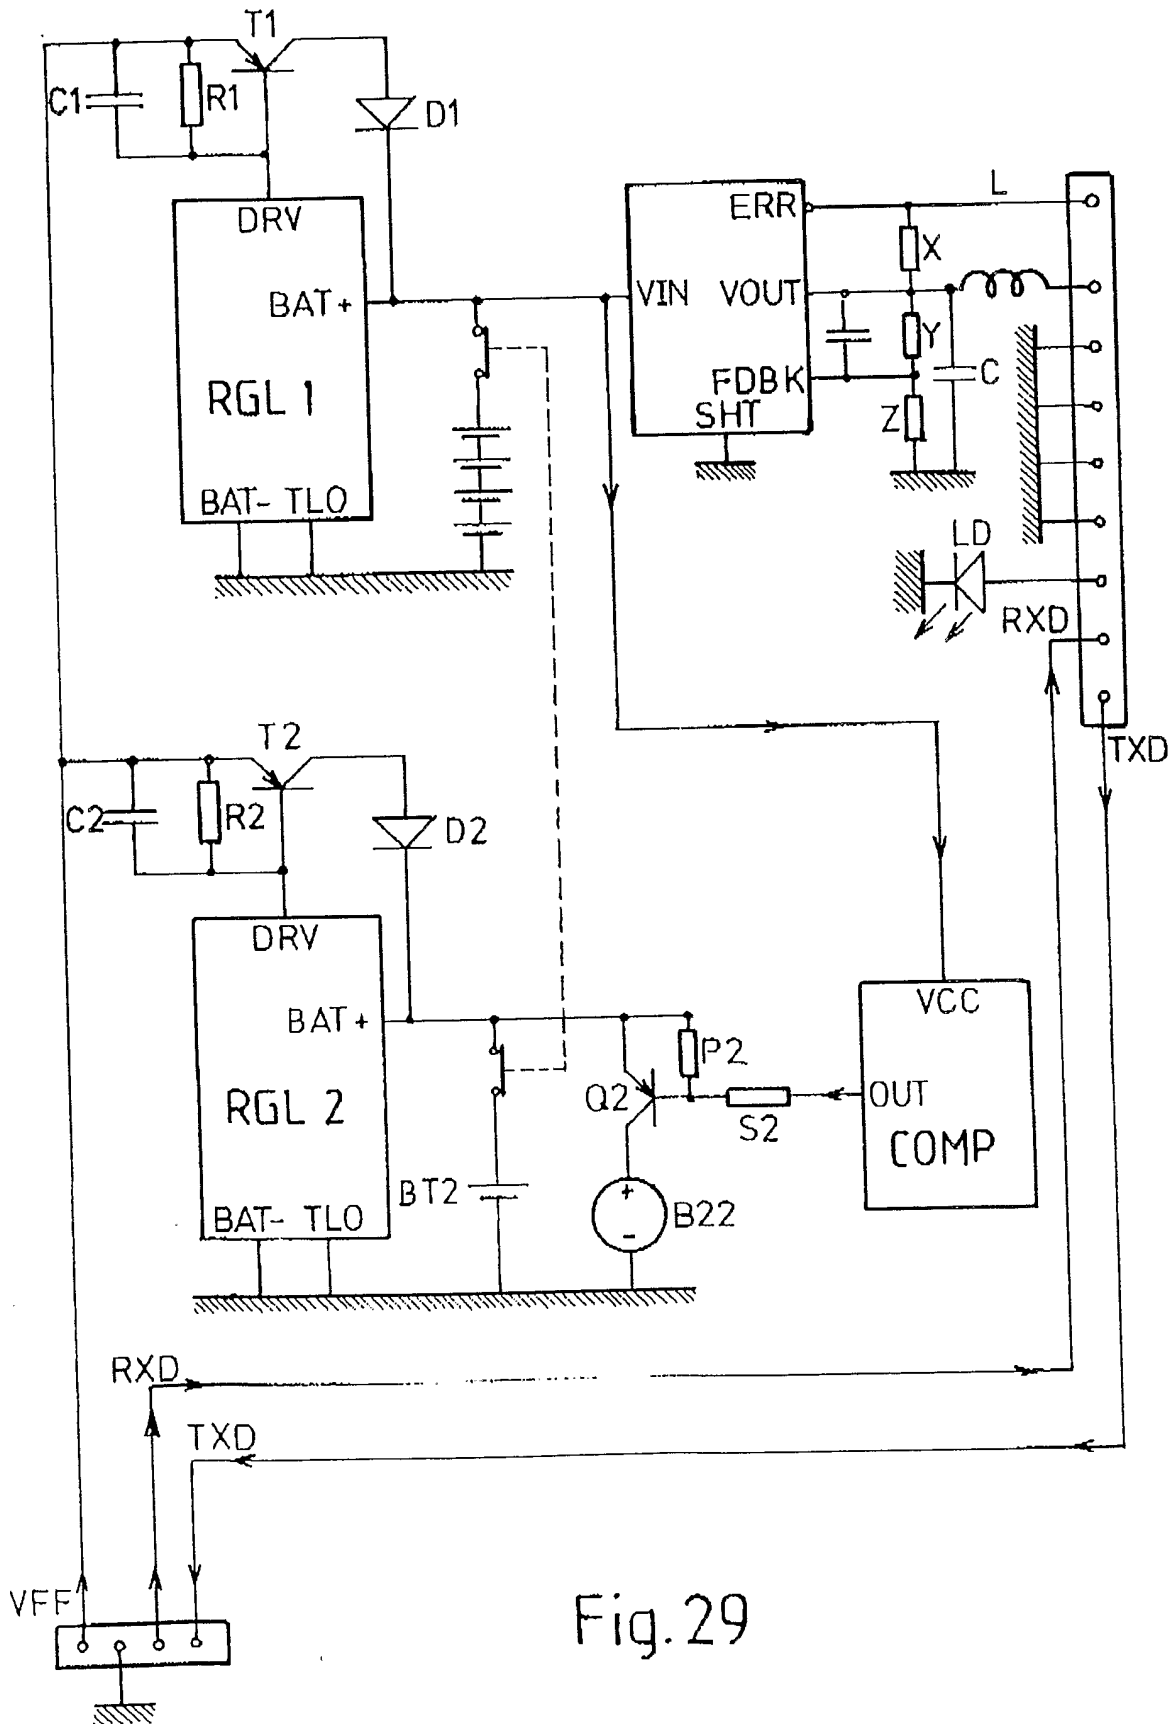 T1
C1
R1
D1
DRV
BAT+
RGL 1
BAT- TLO
ERR
VIN VOUT
FDBK
SHT
L
X
Y
Z
C
LD
RXD
TXD
T2
C2
R2
D2
DRV
BAT+
RGL 2
BAT- TLO
BT2
P2
Q2
S2
+
-
B22
VCC
OUT
COMP
RXD
TXD
VFF
Fig. 29